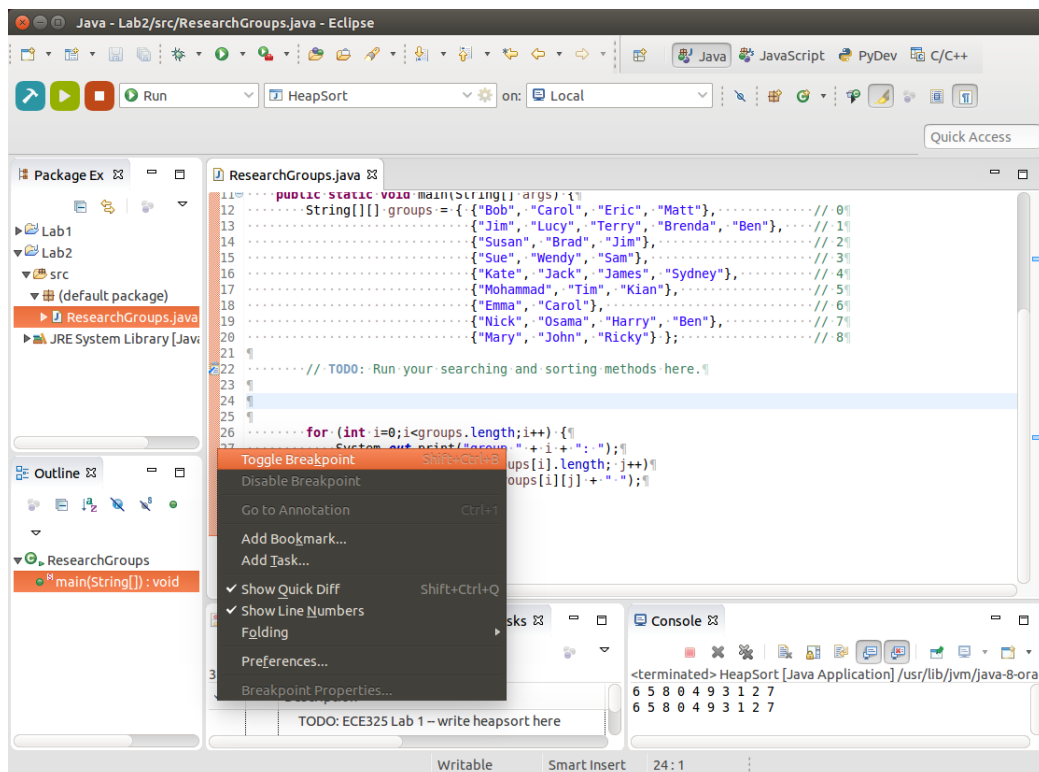 Java - Lab2/src/ResearchGroups.java - Eclipse
Java JavaScript PyDev C/C++
Run HeapSort on: Local
Quick Access
Package Ex
Lab1
Lab2
src
(default package)
ResearchGroups.java
JRE System Library [Java
Outline
ResearchGroups
main(String[]) : void
ResearchGroups.java
11 public static void main(String[] args) {
12 String[][] groups = { {"Bob", "Carol", "Eric", "Matt"}, // 0
13 {"Jim", "Lucy", "Terry", "Brenda", "Ben"}, // 1
14 {"Susan", "Brad", "Jim"}, // 2
15 {"Sue", "Wendy", "Sam"}, // 3
16 {"Kate", "Jack", "James", "Sydney"}, // 4
17 {"Mohammad", "Tim", "Kian"}, // 5
18 {"Emma", "Carol"}, // 6
19 {"Nick", "Osama", "Harry", "Ben"}, // 7
20 {"Mary", "John", "Ricky"} }; // 8
21
22 // TODO: Run your searching and sorting methods here.
23
24
25
26 for (int i=0;i<groups.length;i++) {
27 System.out.print("group " + i + ": ");
ups[i].length; j++)
oups[i][j] + " ");
Toggle Breakpoint Shift+Ctrl+B
Disable Breakpoint
Go to Annotation Ctrl+1
Add Bookmark...
Add Task...
Show Quick Diff Shift+Ctrl+Q
Show Line Numbers
Folding
Preferences...
Breakpoint Properties...
sks
3
Description
TODO: ECE325 Lab 1 – write heapsort here
Console
<terminated> HeapSort [Java Application] /usr/lib/jvm/java-8-ora
6 5 8 0 4 9 3 1 2 7
6 5 8 0 4 9 3 1 2 7
Writable Smart Insert 24 : 1